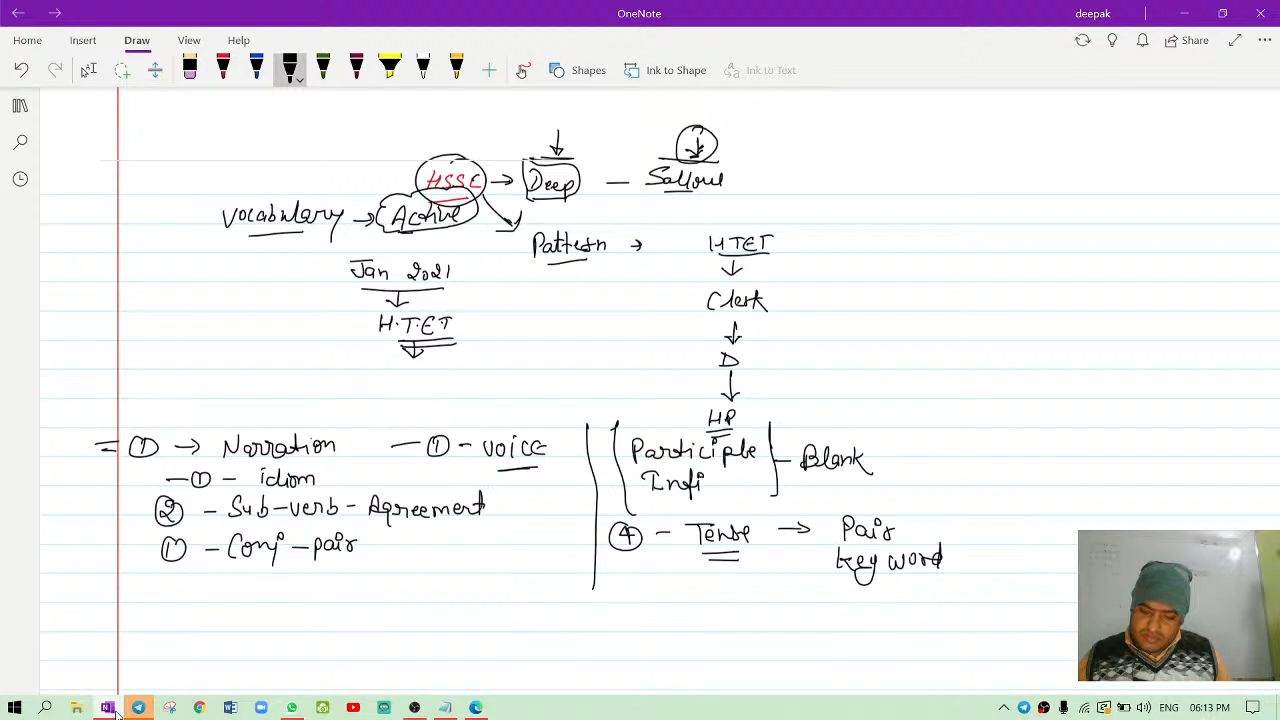 OneNote
deepak
Home Insert Draw View Help
Share
Shapes Ink to Shape Ink to Text
HSSC → Deep — Sallow
Vocabulary → Active
Pattern → HTET
Jan 2021
Clerk
H.T.E.T
D
HP
= ① → Narration — ① - voice
Participle
Infi
- Blank
- ① - idiom
② - Sub-verb-Agreement
④ - Tense → Pair
Key word
① - Conj - pair
06:13 PM